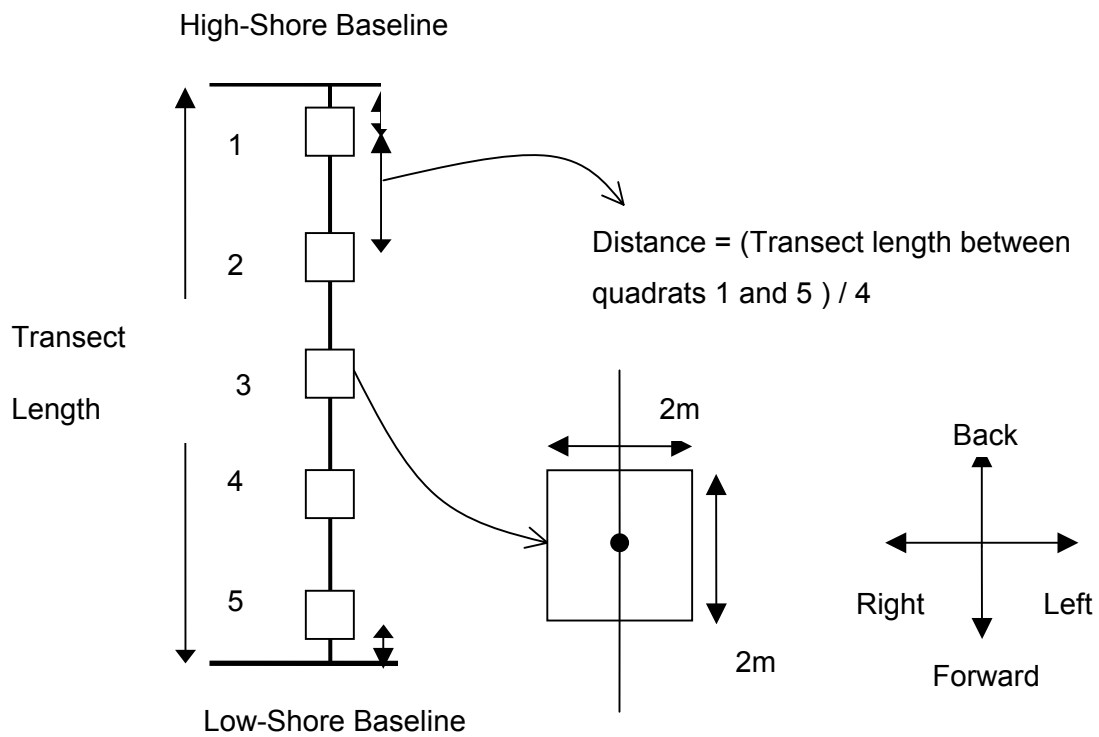 High-Shore Baseline
1
2
Distance = (Transect length between
quadrats 1 and 5 ) / 4
Transect
3
Length
2m
Back
4
5
Right
Left
2m
Forward
Low-Shore Baseline